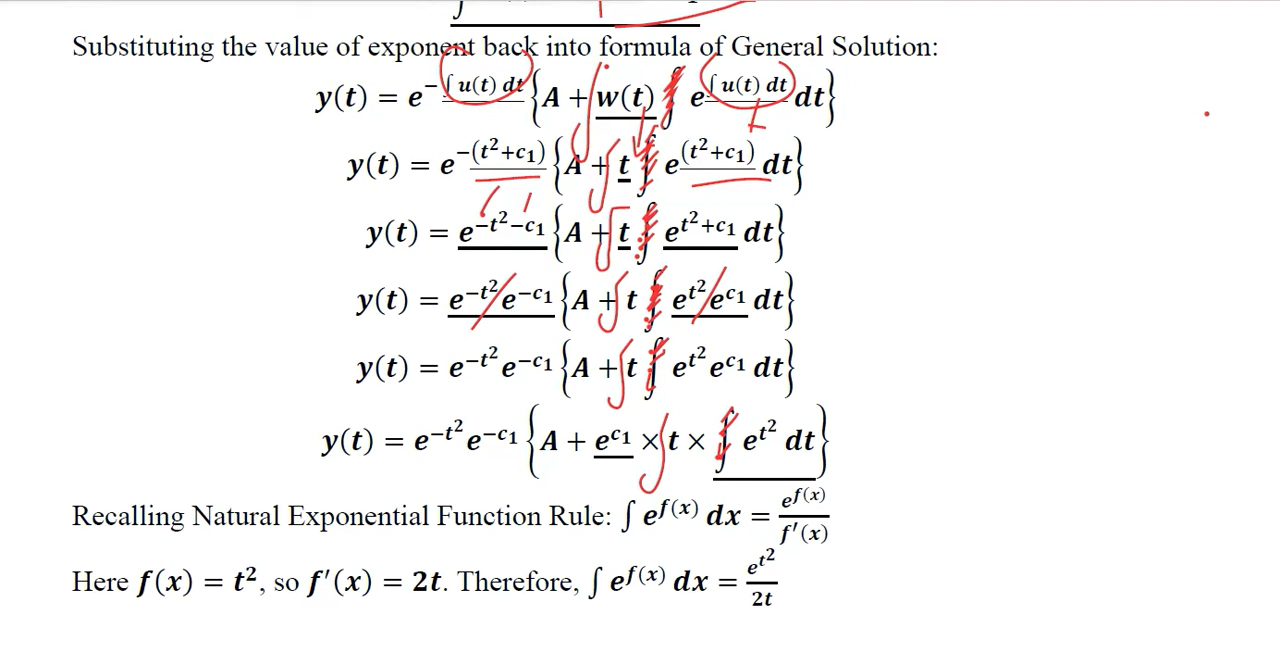 Substituting the value of exponent back into formula of General Solution:
y(t) = e^{-∫u(t) dt} {A + ∫ w(t) ∫ e^{∫u(t) dt} dt}
y(t) = e^{-(t²+c₁)} {A + ∫ t ∫ e^{(t²+c₁)} dt}
y(t) = e^{-t²-c₁} {A + ∫ t ∫ e^{t²+c₁} dt}
y(t) = e^{-t²} e^{-c₁} {A + ∫ t ∫ e^{t²} e^{c₁} dt}
y(t) = e^{-t²} e^{-c₁} {A + ∫ t ∫ e^{t²} e^{c₁} dt}
y(t) = e^{-t²} e^{-c₁} {A + e^{c₁} × ∫ t × ∫ e^{t²} dt}
Recalling Natural Exponential Function Rule: ∫ e^{f(x)} dx = e^{f(x)} / f'(x)
Here f(x) = t², so f'(x) = 2t. Therefore, ∫ e^{f(x)} dx = e^{t²} / 2t